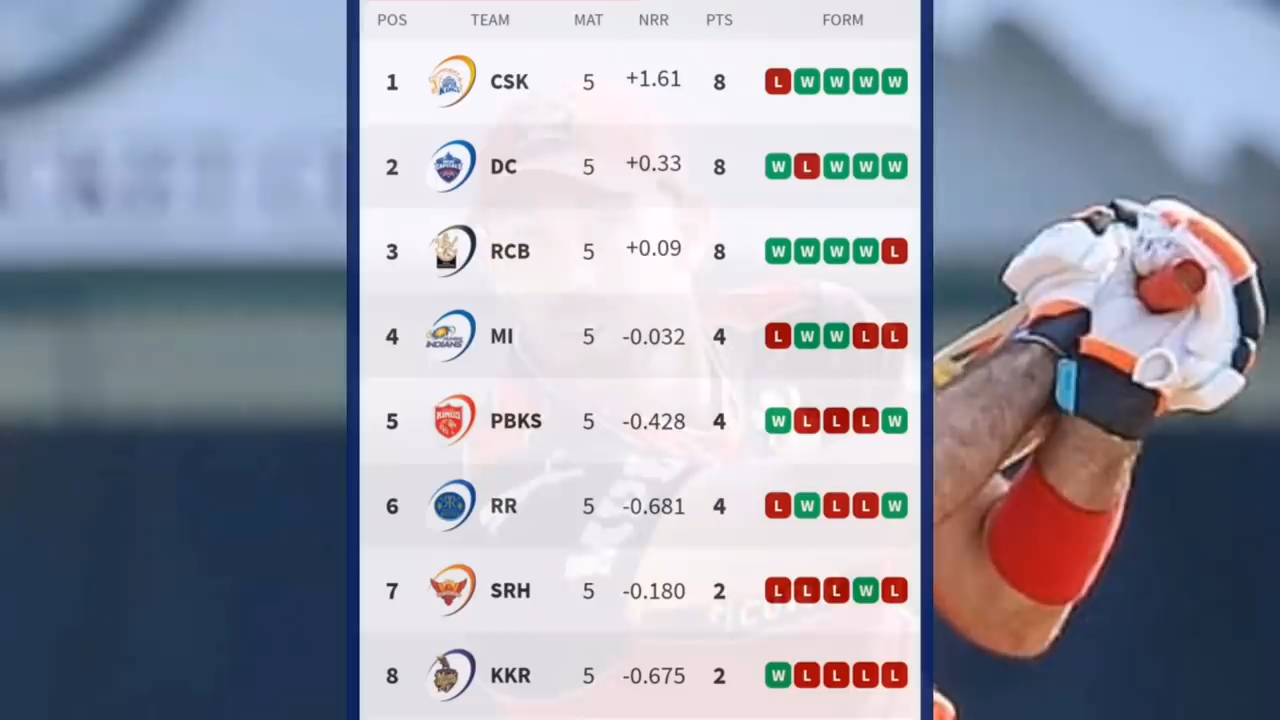 POS TEAM MAT NRR PTS FORM
1 CSK 5 +1.61 8 L W W W W
2 DC 5 +0.33 8 W L W W W
3 RCB 5 +0.09 8 W W W W L
4 INDIANS MI 5 -0.032 4 L W W L L
5 KINGS PBKS 5 -0.428 4 W L L L W
6 RR 5 -0.681 4 L W L L W
7 SRH 5 -0.180 2 L L L W L
8 KKR 5 -0.675 2 W L L L L